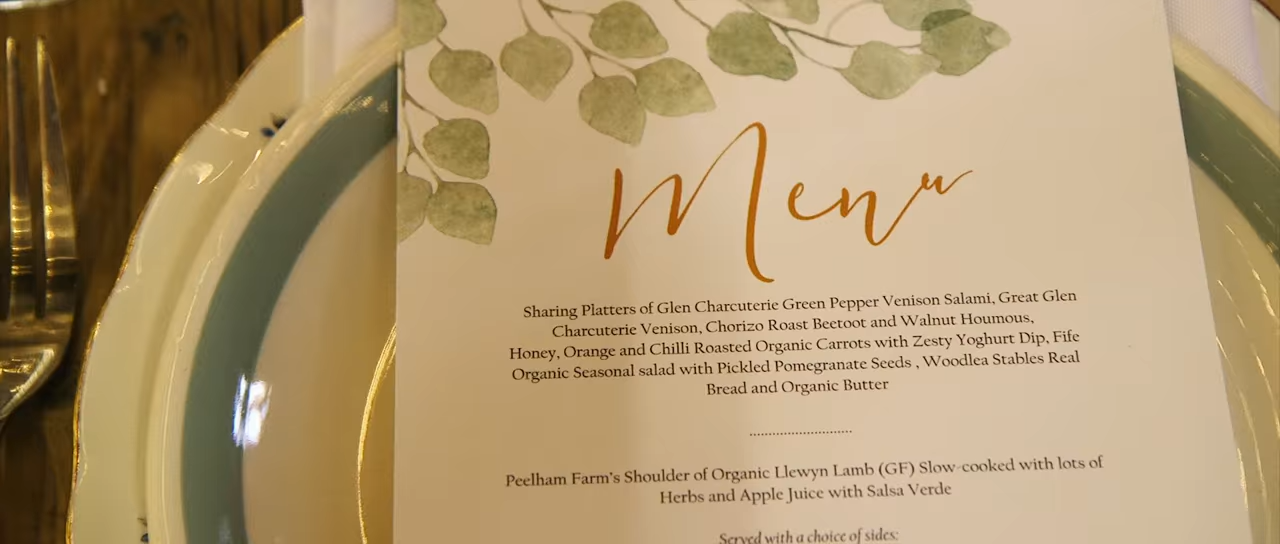 Menu
Sharing Platters of Glen Charcuterie Green Pepper Venison Salami, Great Glen
Charcuterie Venison, Chorizo Roast Beetoot and Walnut Houmous,
Honey, Orange and Chilli Roasted Organic Carrots with Zesty Yoghurt Dip, Fife
Organic Seasonal salad with Pickled Pomegranate Seeds , Woodlea Stables Real
Bread and Organic Butter
..........................
Peelham Farm's Shoulder of Organic Llewyn Lamb (GF) Slow-cooked with lots of
Herbs and Apple Juice with Salsa Verde
Served with a choice of sides: